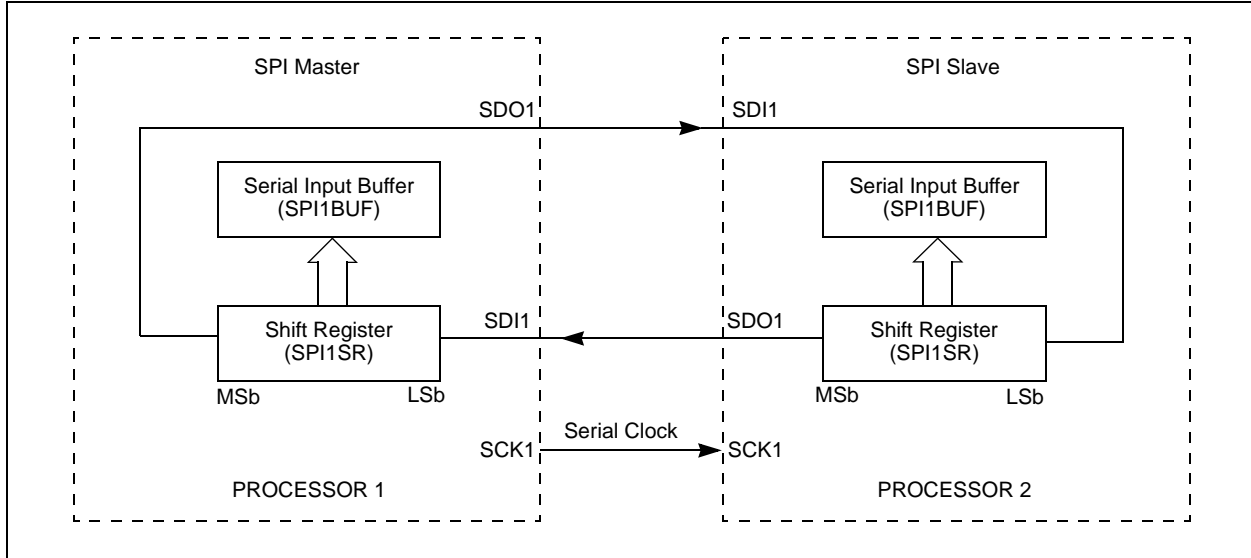 SPI Master
SPI Slave
SDO1
SDI1
Serial Input Buffer
(SPI1BUF)
Serial Input Buffer
(SPI1BUF)
Shift Register
(SPI1SR)
SDI1
SDO1
Shift Register
(SPI1SR)
MSb
LSb
MSb
LSb
Serial Clock
SCK1
SCK1
PROCESSOR 1
PROCESSOR 2